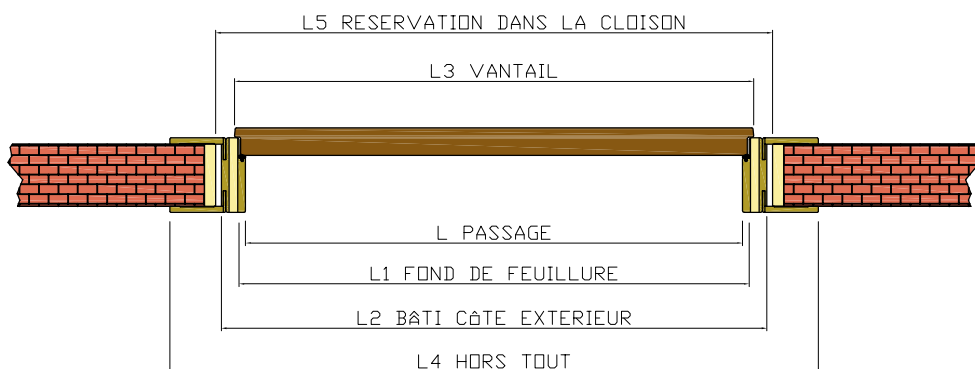 L5 RESERVATION DANS LA CLOISON
L3 VANTAIL
L PASSAGE
L1 FOND DE FEUILLURE
L2 BÂTI CÔTE EXTERIEUR
L4 HORS TOUT